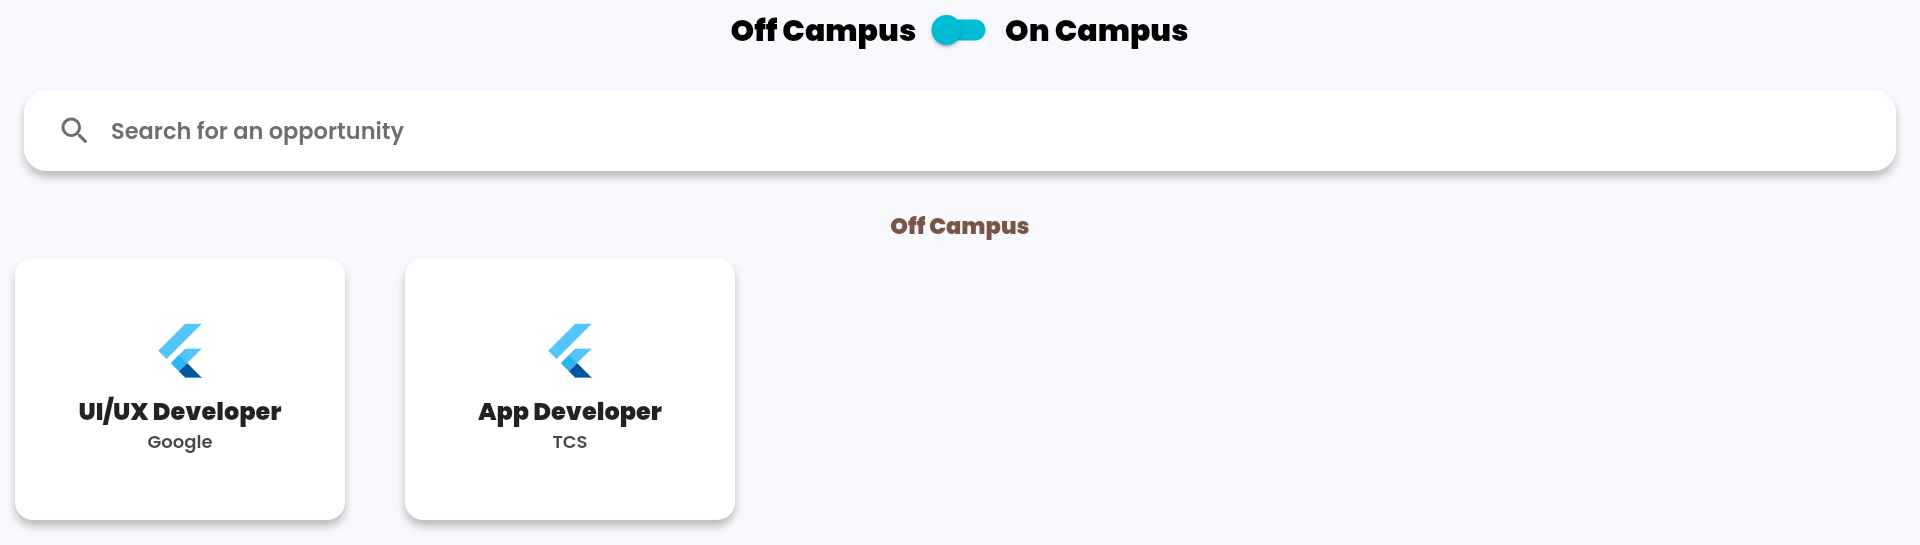 Off Campus On Campus
Search for an opportunity
Off Campus
UI/UX Developer
Google
App Developer
TCS